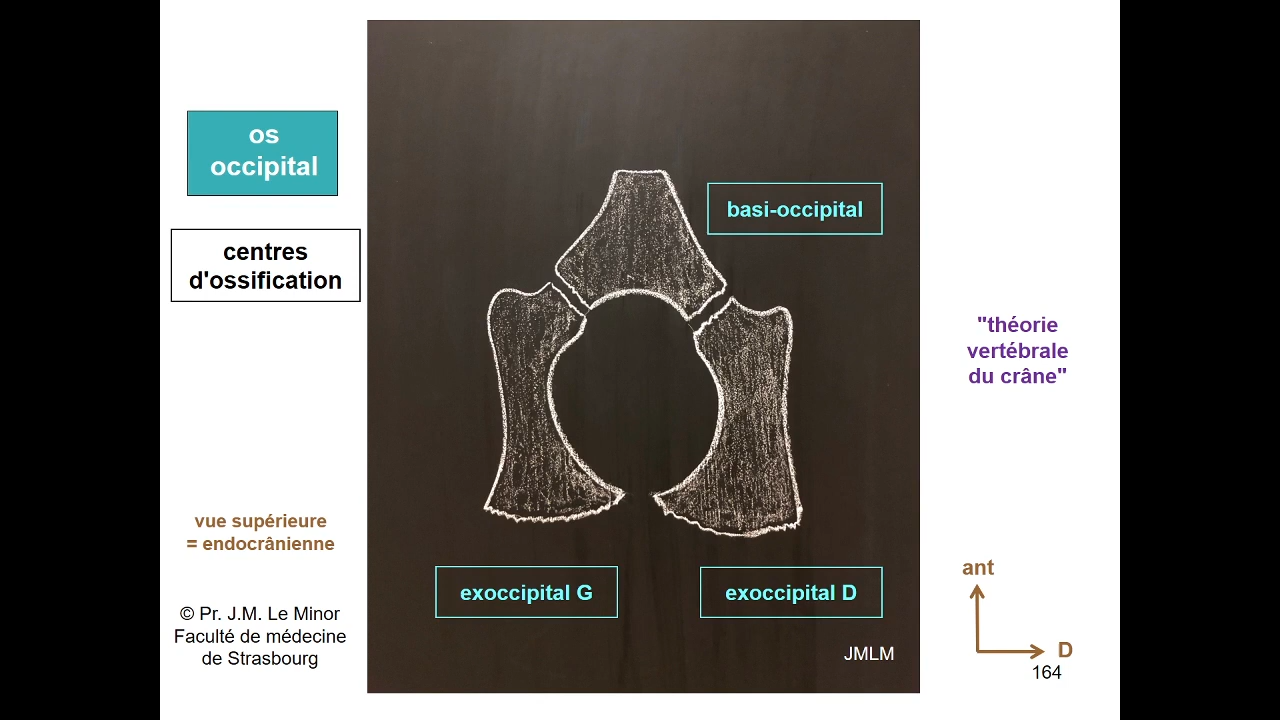 os
occipital
centres
d'ossification
basi-occipital
"théorie
vertébrale
du crâne"
vue supérieure
= endocrânienne
exoccipital G
exoccipital D
ant
D
© Pr. J.M. Le Minor
Faculté de médecine
de Strasbourg
JMLM
164